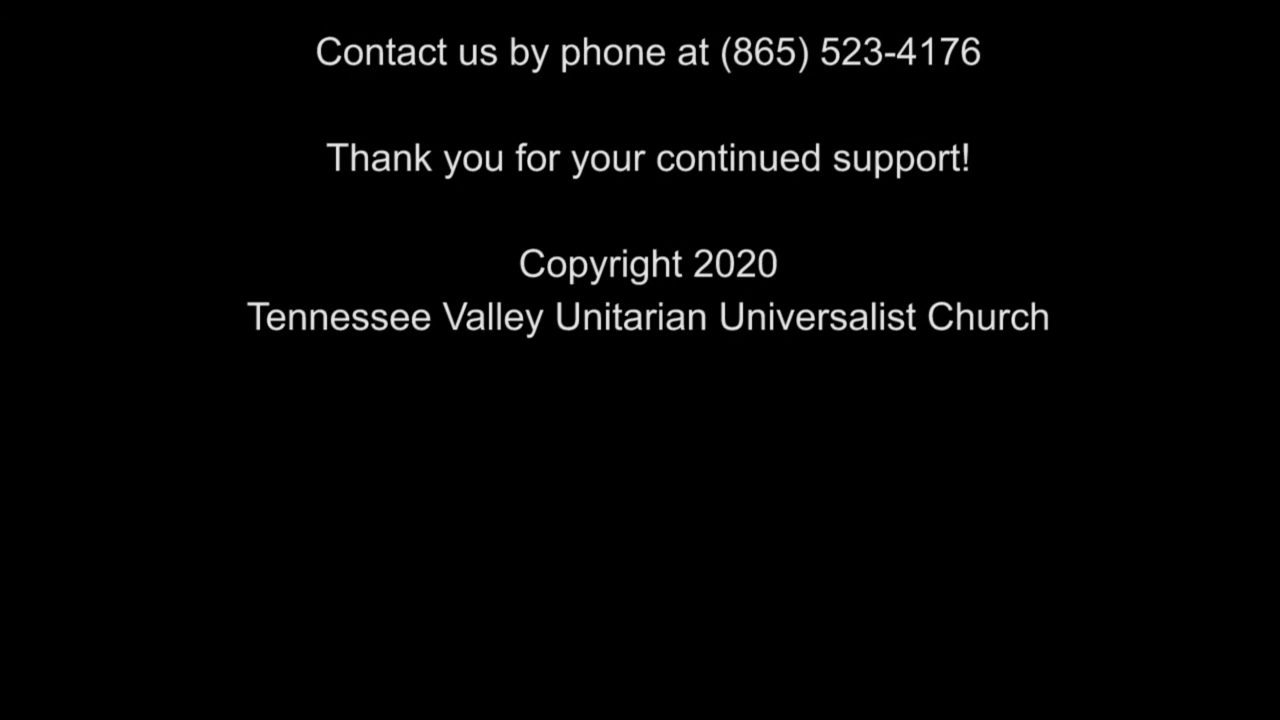 Contact us by phone at (865) 523-4176
Thank you for your continued support!
Copyright 2020
Tennessee Valley Unitarian Universalist Church